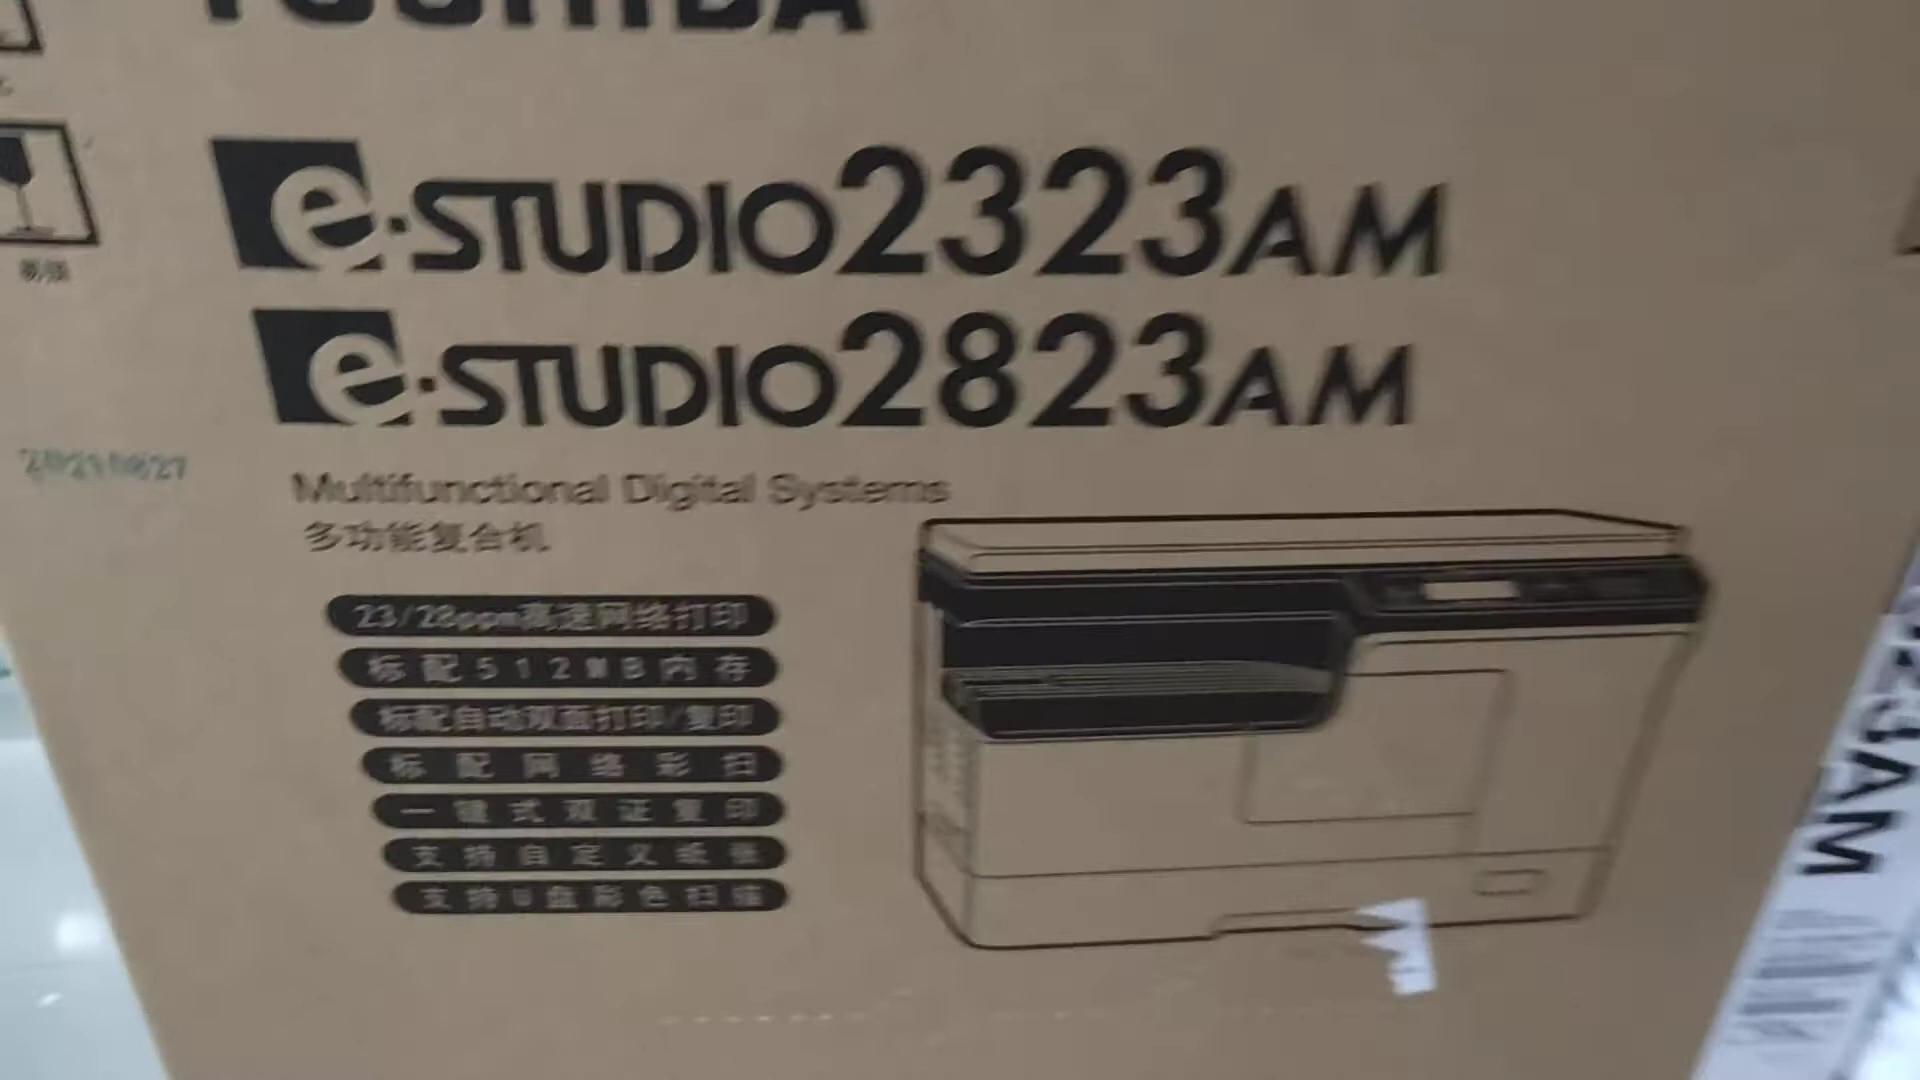 TOSHIBA
e-STUDIO2323AM
e-STUDIO2823AM
20210827
Multifunctional Digital Systems
多功能复合机
23/28ppm高速网络打印
标配512MB内存
标配自动双面打印/复印
标配网络彩扫
一键式双证复印
支持自定义纸张
支持U盘彩色扫描
823AM